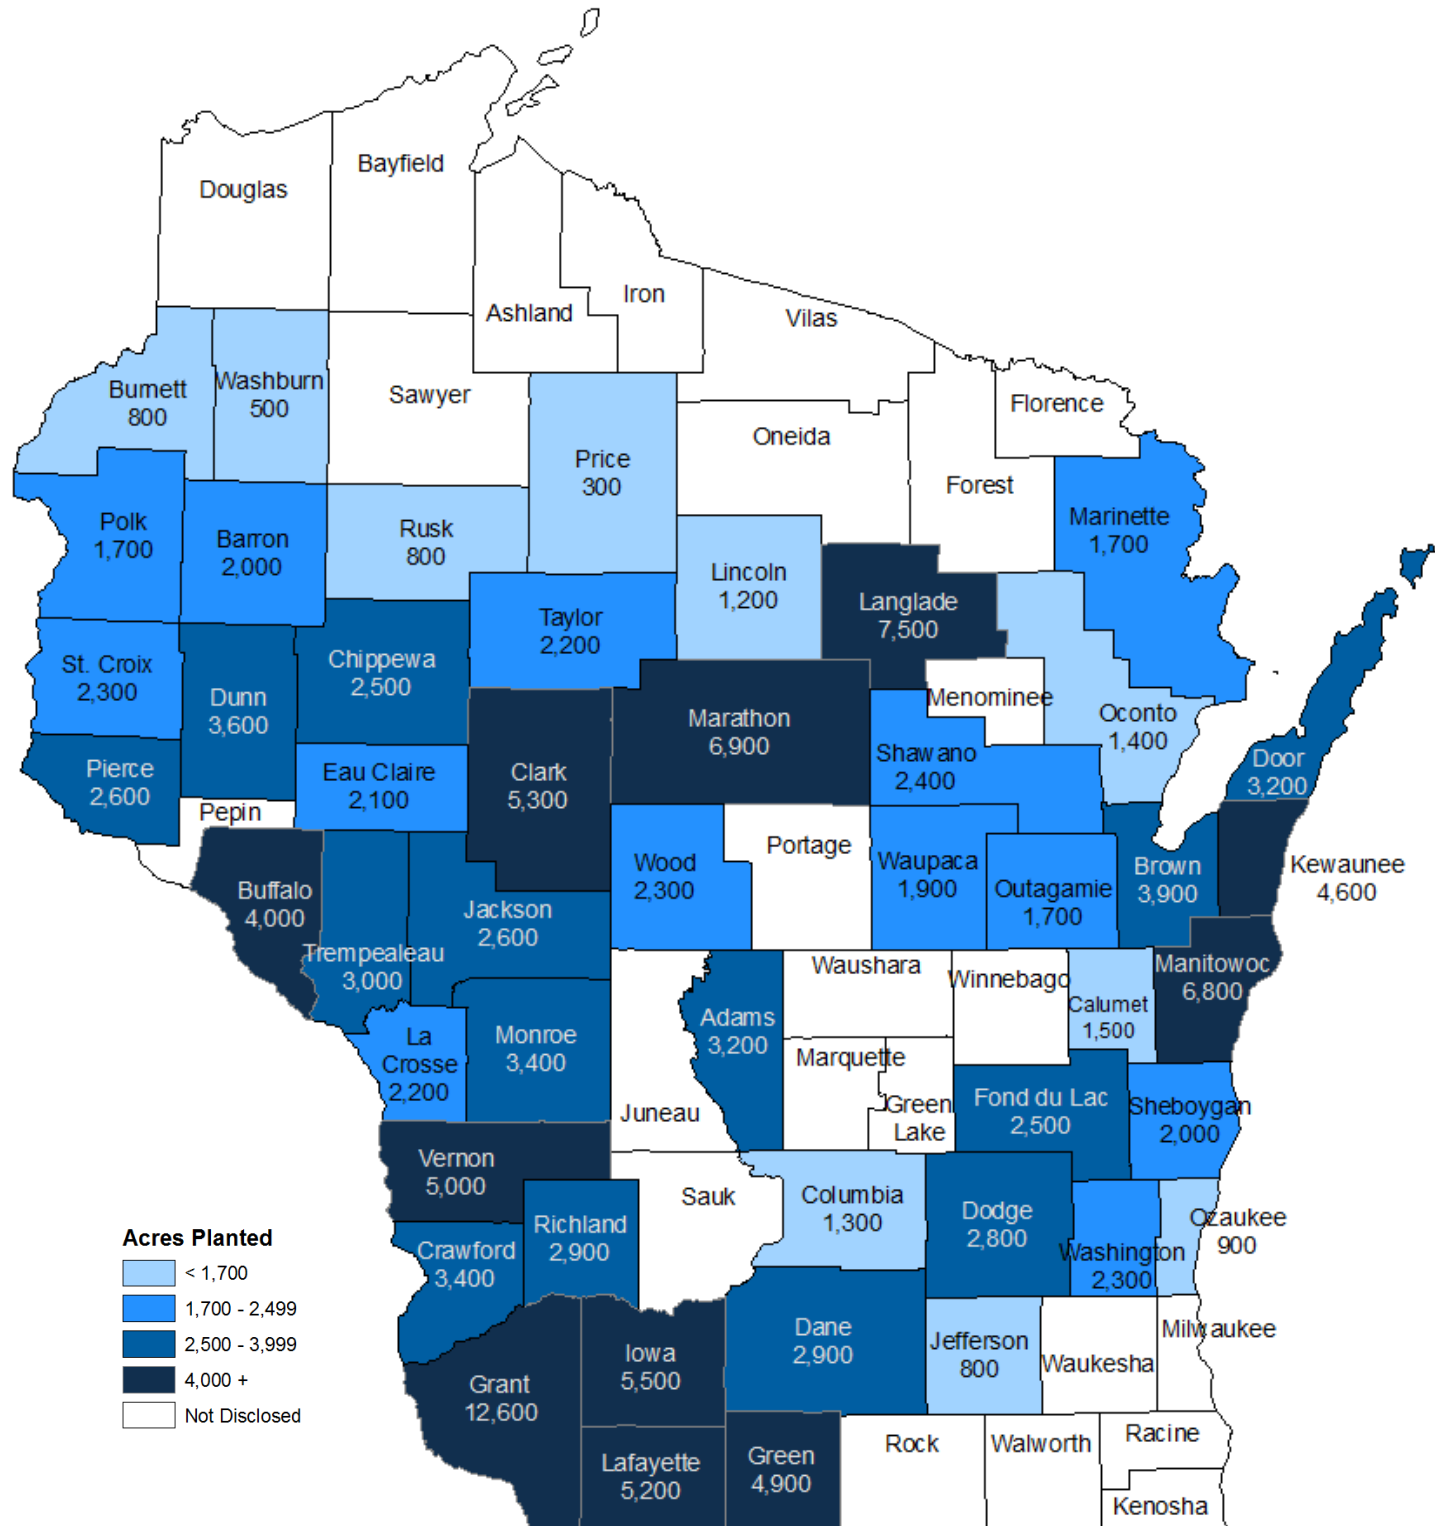 Bayfield
Douglas
Iron
Ashland
Vilas
Burnett
800
Washburn
500
Sawyer
Florence
Oneida
Price
300
Forest
Polk
1,700
Barron
2,000
Rusk
800
Marinette
1,700
Lincoln
1,200
Langlade
7,500
Taylor
2,200
St. Croix
2,300
Chippewa
2,500
Dunn
3,600
Menominee
Marathon
6,900
Oconto
1,400
Shawano
2,400
Door
3,200
Pierce
2,600
Eau Claire
2,100
Clark
5,300
Pepin
Portage
Wood
2,300
Waupaca
1,900
Outagamie
1,700
Brown
3,900
Kewaunee
4,600
Buffalo
4,000
Jackson
2,600
Trempealeau
3,000
Waushara
Winnebago
Manitowoc
6,800
Calumet
1,500
Adams
3,200
La
Crosse
2,200
Monroe
3,400
Marquette
Green
Lake
Juneau
Fond du Lac
2,500
Sheboygan
2,000
Vernon
5,000
Sauk
Columbia
1,300
Dodge
2,800
Richland
2,900
Ozaukee
900
Crawford
3,400
Washington
2,300
Acres Planted
< 1,700
1,700 - 2,499
2,500 - 3,999
4,000 +
Not Disclosed
Dane
2,900
Jefferson
800
Milwaukee
Waukesha
Iowa
5,500
Grant
12,600
Rock
Walworth
Racine
Lafayette
5,200
Green
4,900
Kenosha